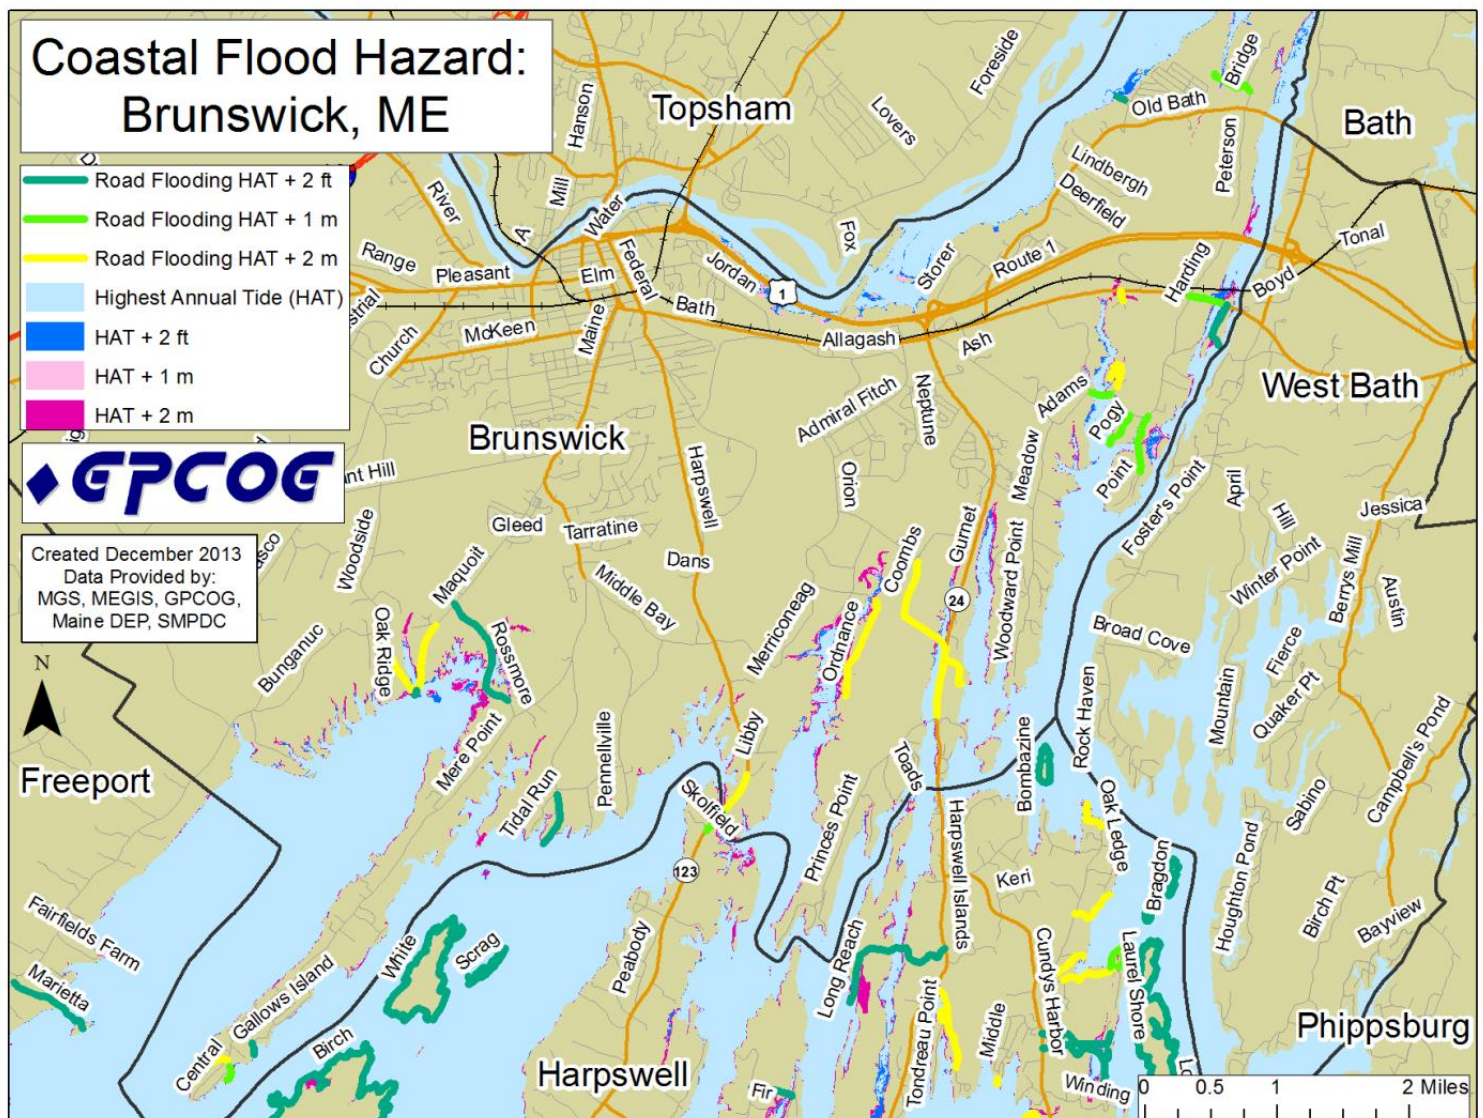 Coastal Flood Hazard:
Brunswick, ME
Road Flooding HAT + 2 ft
Road Flooding HAT + 1 m
Road Flooding HAT + 2 m
Highest Annual Tide (HAT)
HAT + 2 ft
HAT + 1 m
HAT + 2 m
GPCOG
Created December 2013
Data Provided by:
MGS, MEGIS, GPCOG,
Maine DEP, SMPDC
N
Topsham
Bath
Foreside
Bridge
Old Bath
Hanson
Lovers
Lindbergh
Peterson
Deerfield
River
Mill
Water
A
Fox
Storer
Route 1
Tonal
Range
Pleasant
Elm
Federal
Jordan
1
Harding
Boyd
Bath
Church
McKeen
Maine
Allagash
Ash
West Bath
Admiral Fitch
Neptune
Adams
Pogy
Brunswick
Harpswell
Orion
Meadow
Point
Foster's Point
April
Jessica
Hill
Woodside
Gleed
Tarratine
Gurnet
Coombs
Woodward Point
Winter Point
Berrys Mill
Austin
Maquoit
Dans
Middle Bay
Merriconeag
Ordnance
24
Broad Cove
Fierce
Oak Ridge
Bunganuc
Rossmore
Rock Haven
Mountain
Quaker Pt
Mere Point
Pennellville
Libby
Toads
Bombazine
Campbell's Pond
Freeport
Tidal Run
Skolfield
Princes Point
Harpswell Islands
Oak Ledge
Sabino
123
Keri
Bragdon
Houghton Pond
Birch Pt
Bayview
Fairfields Farm
Marietta
White
Scrag
Peabody
Long Reach
Cundys Harbor
Laurel Shore
Gallows Island
Central
Birch
Tondreau Point
Middle
Phippsburg
Harpswell
Fir
Winding
0 0.5 1 2 Miles